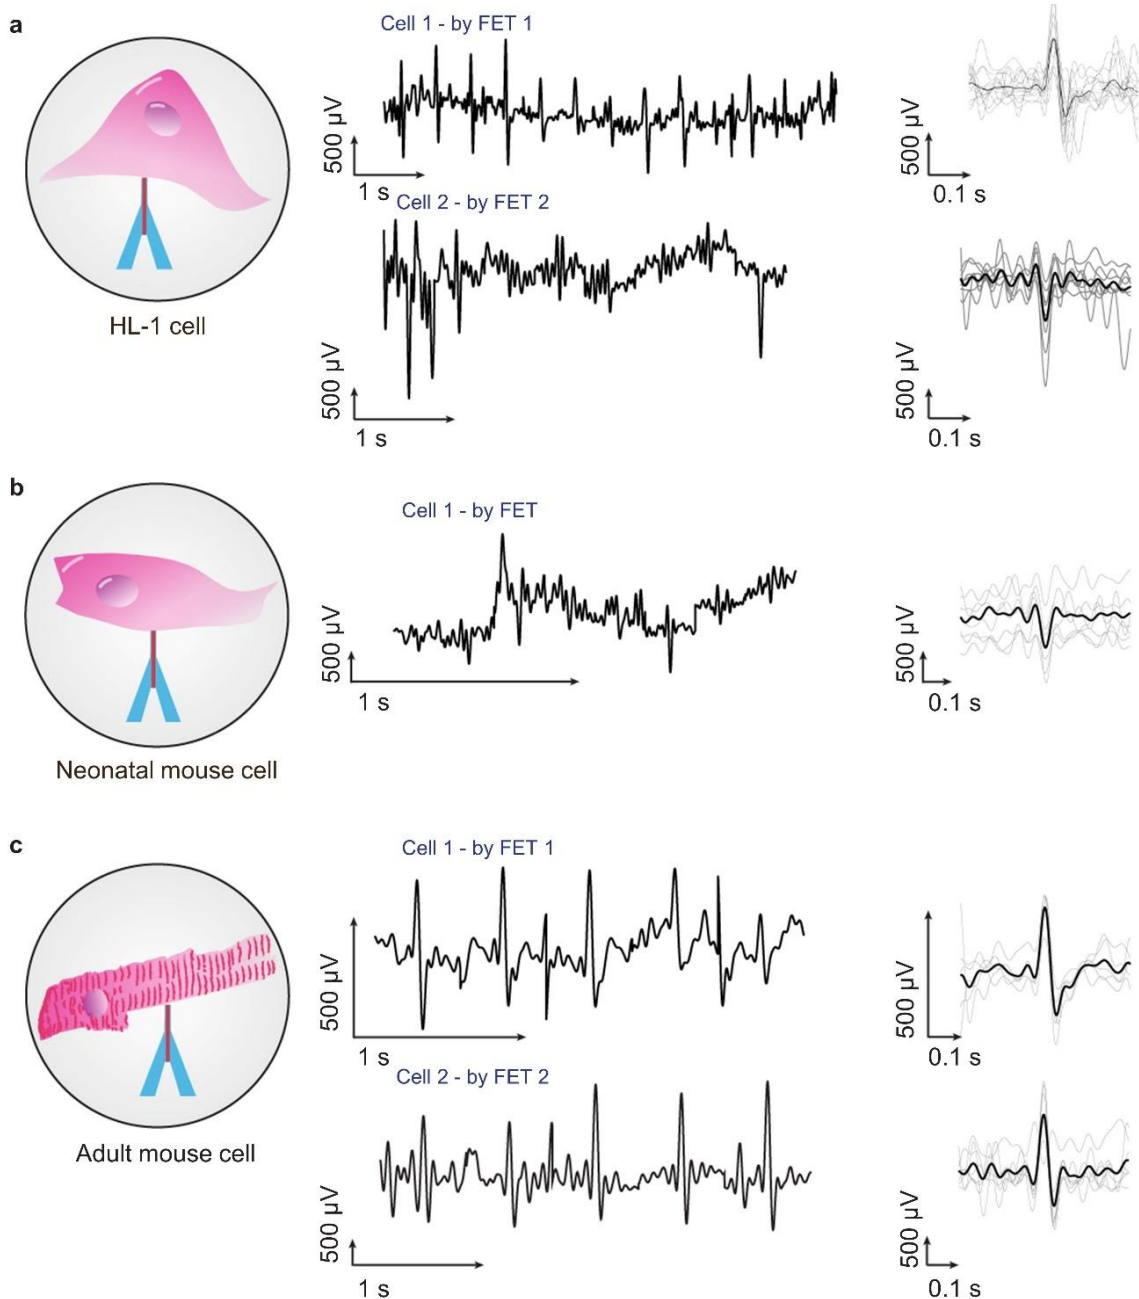 a
Cell 1 - by FET 1
500 µV
1 s
500 µV
0.1 s
Cell 2 - by FET 2
500 µV
1 s
500 µV
0.1 s
HL-1 cell
b
Cell 1 - by FET
500 µV
1 s
500 µV
0.1 s
Neonatal mouse cell
c
Cell 1 - by FET 1
500 µV
1 s
500 µV
0.1 s
Cell 2 - by FET 2
500 µV
1 s
500 µV
0.1 s
Adult mouse cell